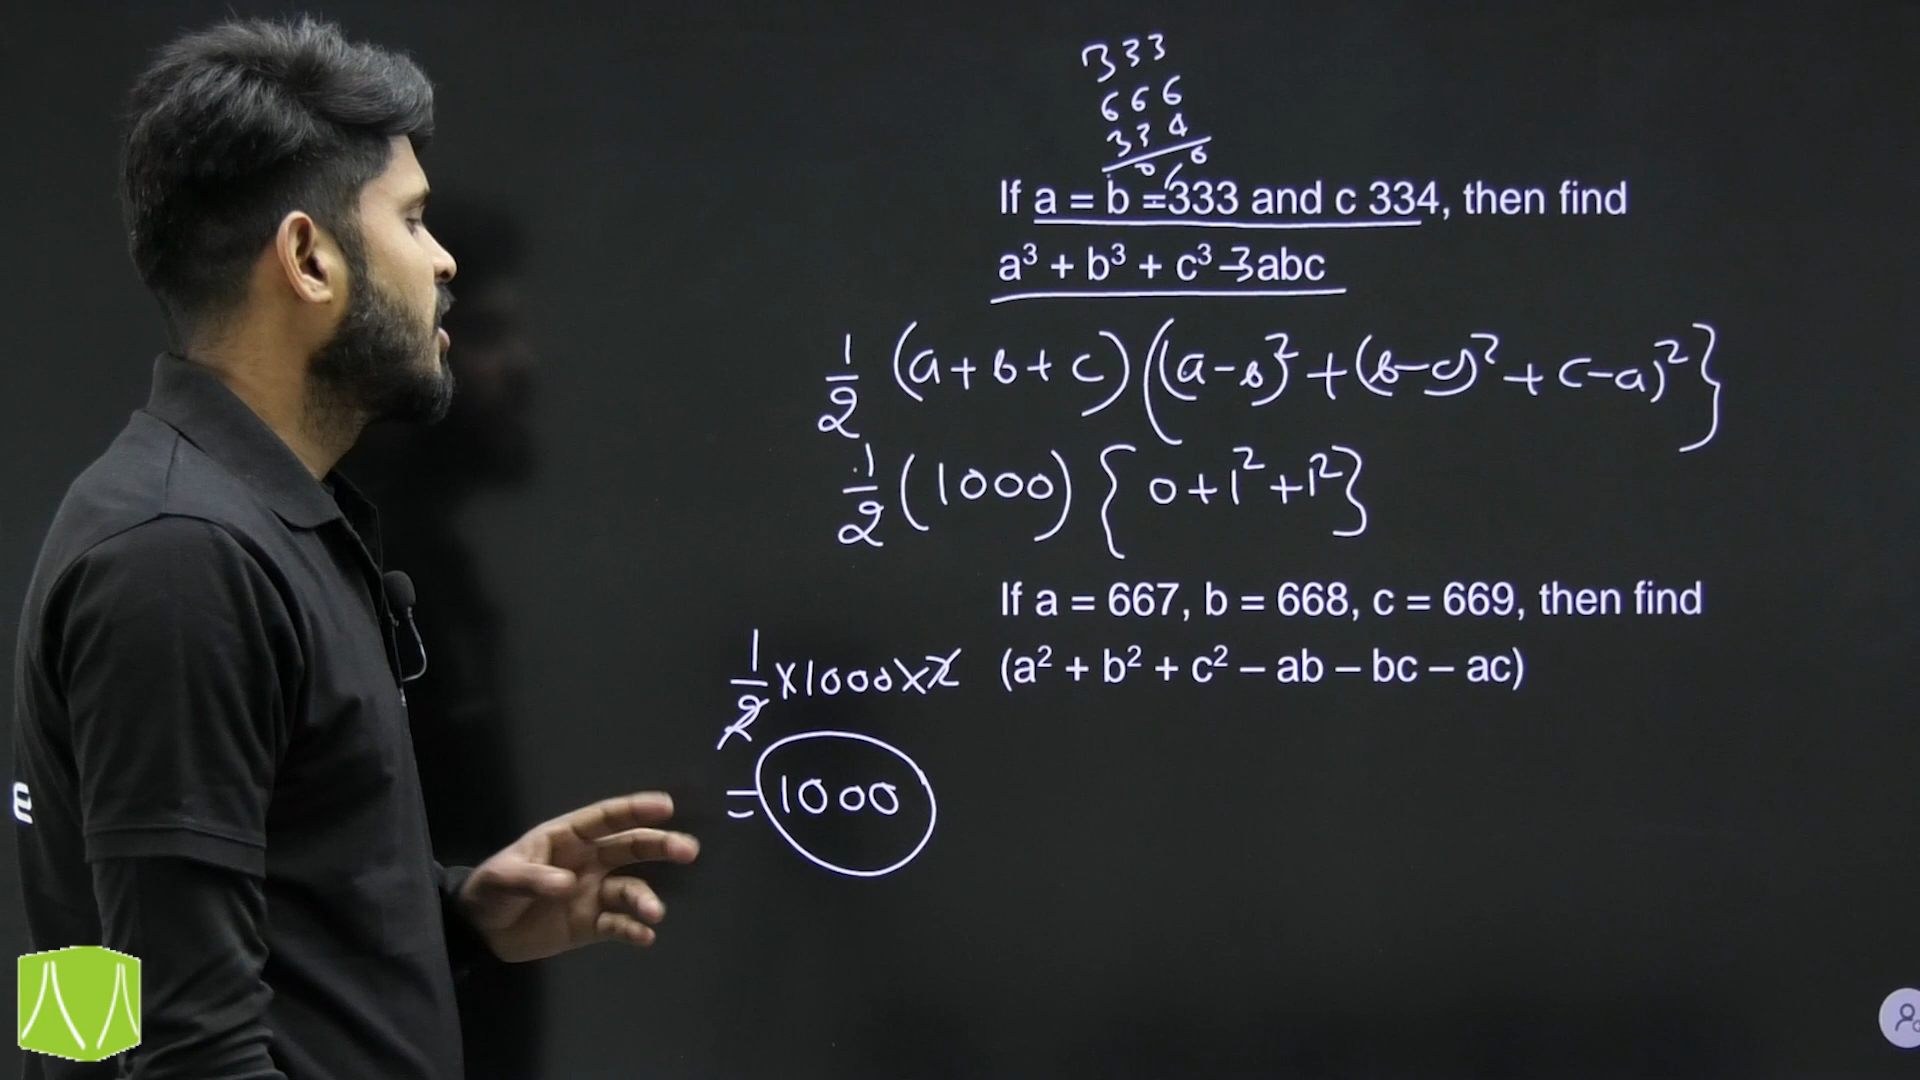 333
666
334
If a = b =333 and c 334, then find
a³ + b³ + c³ -3abc
1/2 (a+b+c) ((a-b)² + (b-c)² + c-a)² }
1/2 (1000) { 0+1²+1² }
If a = 667, b = 668, c = 669, then find
(a² + b² + c² – ab – bc – ac)
1/2 ×1000×2
= 1000
e